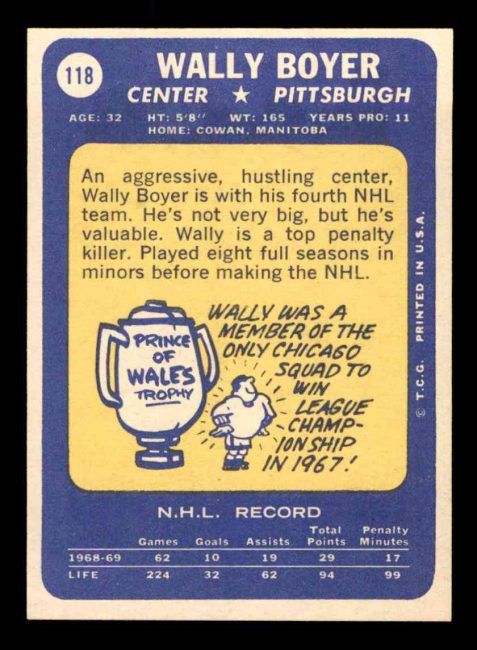 118
WALLY BOYER
CENTER ★ PITTSBURGH
AGE: 32 HT: 5'8" WT: 165 YEARS PRO: 11
HOME: COWAN, MANITOBA
An aggressive, hustling center,
Wally Boyer is with his fourth NHL
team. He's not very big, but he's
valuable. Wally is a top penalty
killer. Played eight full seasons in
minors before making the NHL.
PRINCE
OF
WALES
TROPHY
WALLY WAS A
MEMBER OF THE
ONLY CHICAGO
SQUAD TO
WIN
LEAGUE
CHAMP-
IONSHIP
IN 1967!
© T.C.G. PRINTED IN U.S.A.
N.H.L. RECORD
Games Goals Assists Total Points Penalty Minutes
1968-69 62 10 19 29 17
LIFE 224 32 62 94 99